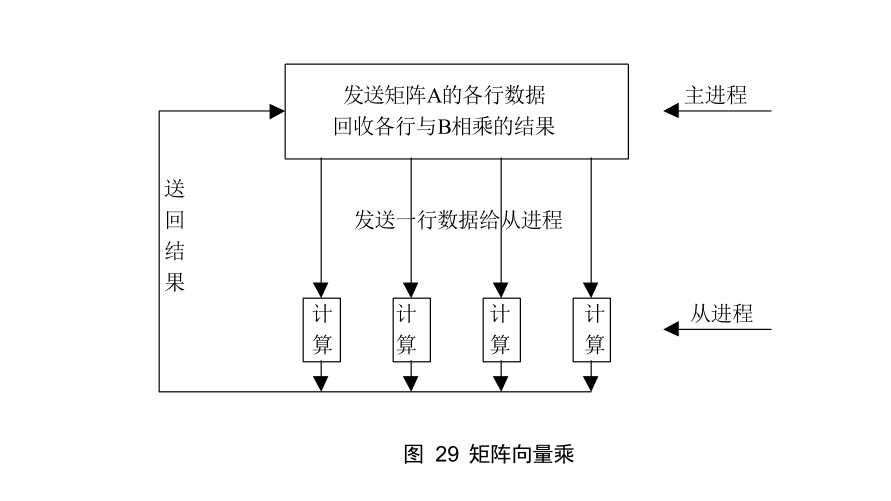 发送矩阵A的各行数据
回收各行与B相乘的结果
主进程
送
回
结
果
发送一行数据给从进程
计
算
计
算
计
算
计
算
从进程
图 29 矩阵向量乘